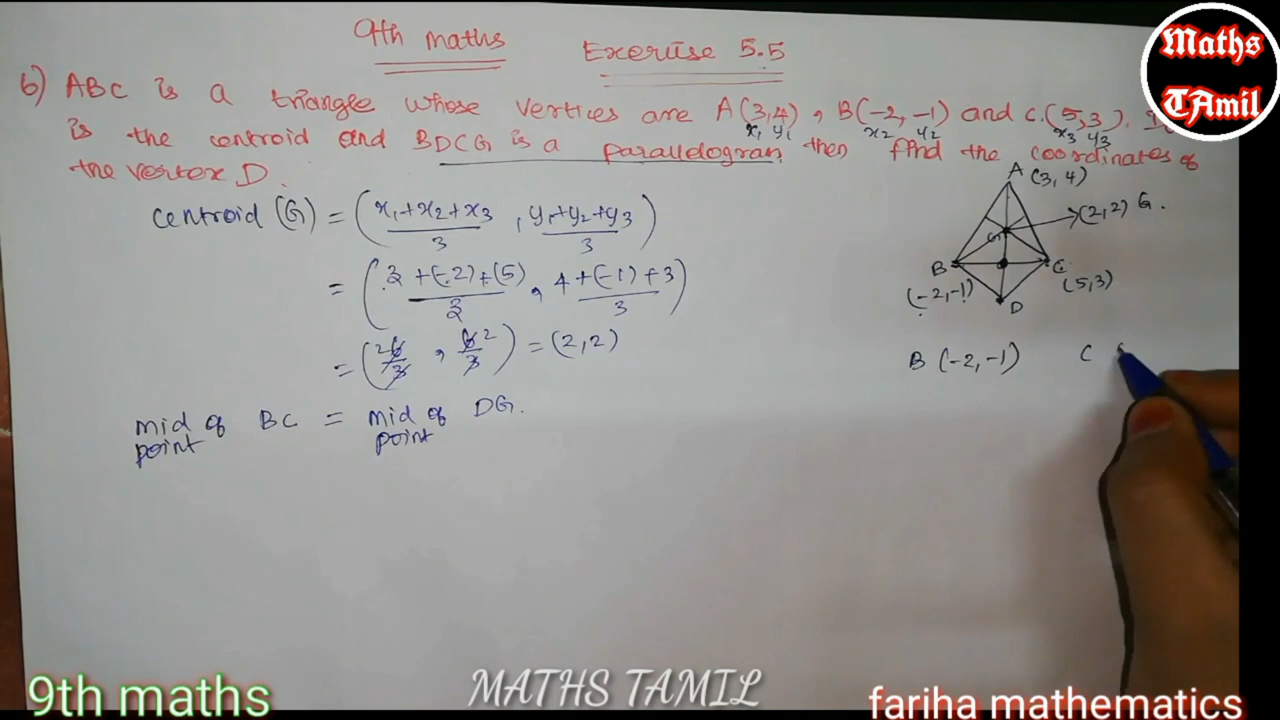 9th maths Exercise 5.5
Maths
TAmil
6) ABC is a triangle whose vertices are A(3,4), B(-2,-1) and C.(5,3).
x1 y1 x2 y2 x3 y3
is the centroid and BDCG is a parallelogram then find the coordinates of
the vertex D.
A (3,4)
Centroid (G) = (x1+x2+x3/3, y1+y2+y3/3)
(2,2) G.
G
B C
(-2,-1) (5,3)
D
= (3+(-2)+(5)/3, 4+(-1)+3/3)
= (2 6/3, 6/3 2) = (2,2)
B (-2,-1) C
mid point of BC = mid point of DG.
9th maths MATHS TAMIL fariha mathematics